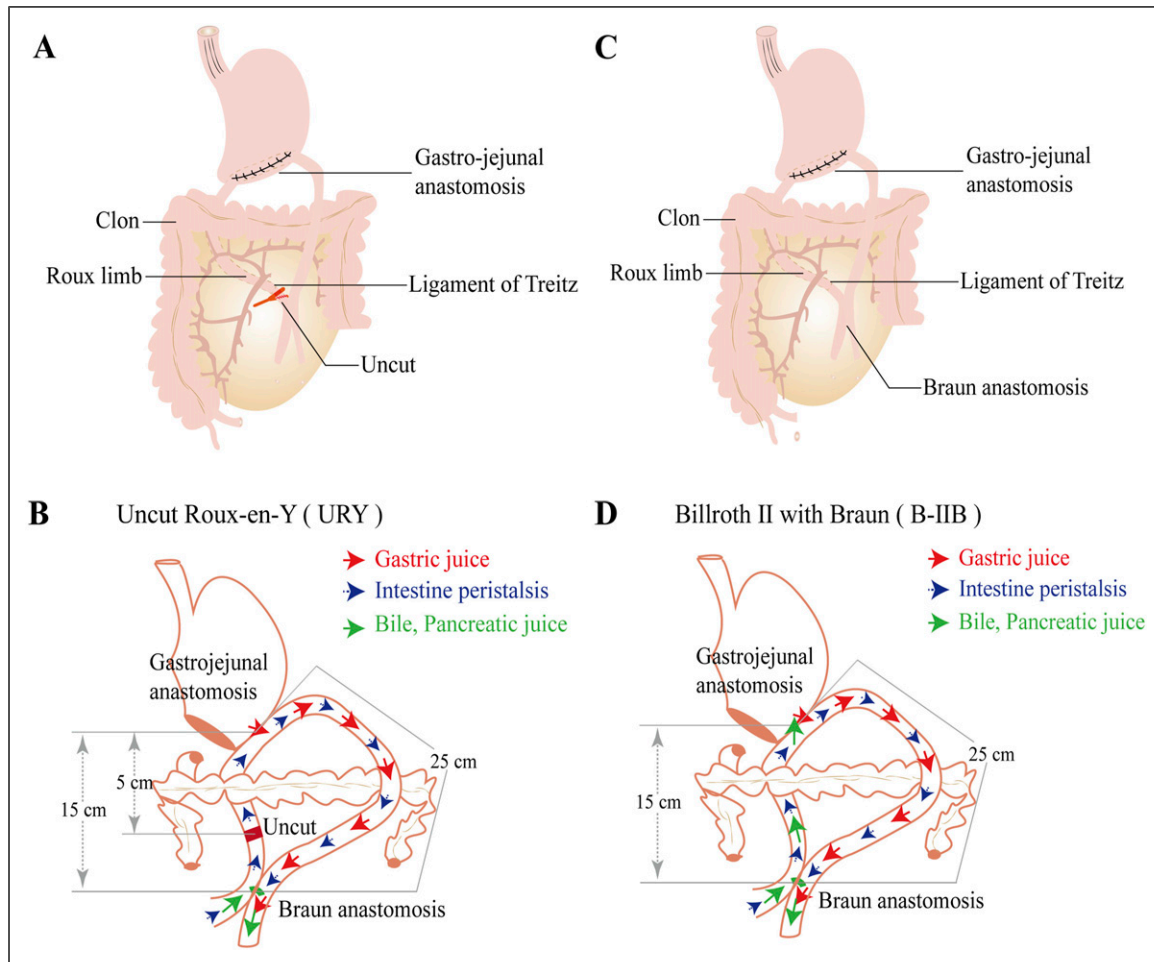 A
Gastro-jejunal
anastomosis
Clon
Roux limb
Ligament of Treitz
Uncut
C
Gastro-jejunal
anastomosis
Clon
Roux limb
Ligament of Treitz
Braun anastomosis
B Uncut Roux-en-Y ( URY )
Gastric juice
Intestine peristalsis
Bile, Pancreatic juice
Gastrojejunal
anastomosis
25 cm
5 cm
15 cm
Uncut
Braun anastomosis
D Billroth II with Braun ( B-IIB )
Gastric juice
Intestine peristalsis
Bile, Pancreatic juice
Gastrojejunal
anastomosis
25 cm
15 cm
Braun anastomosis